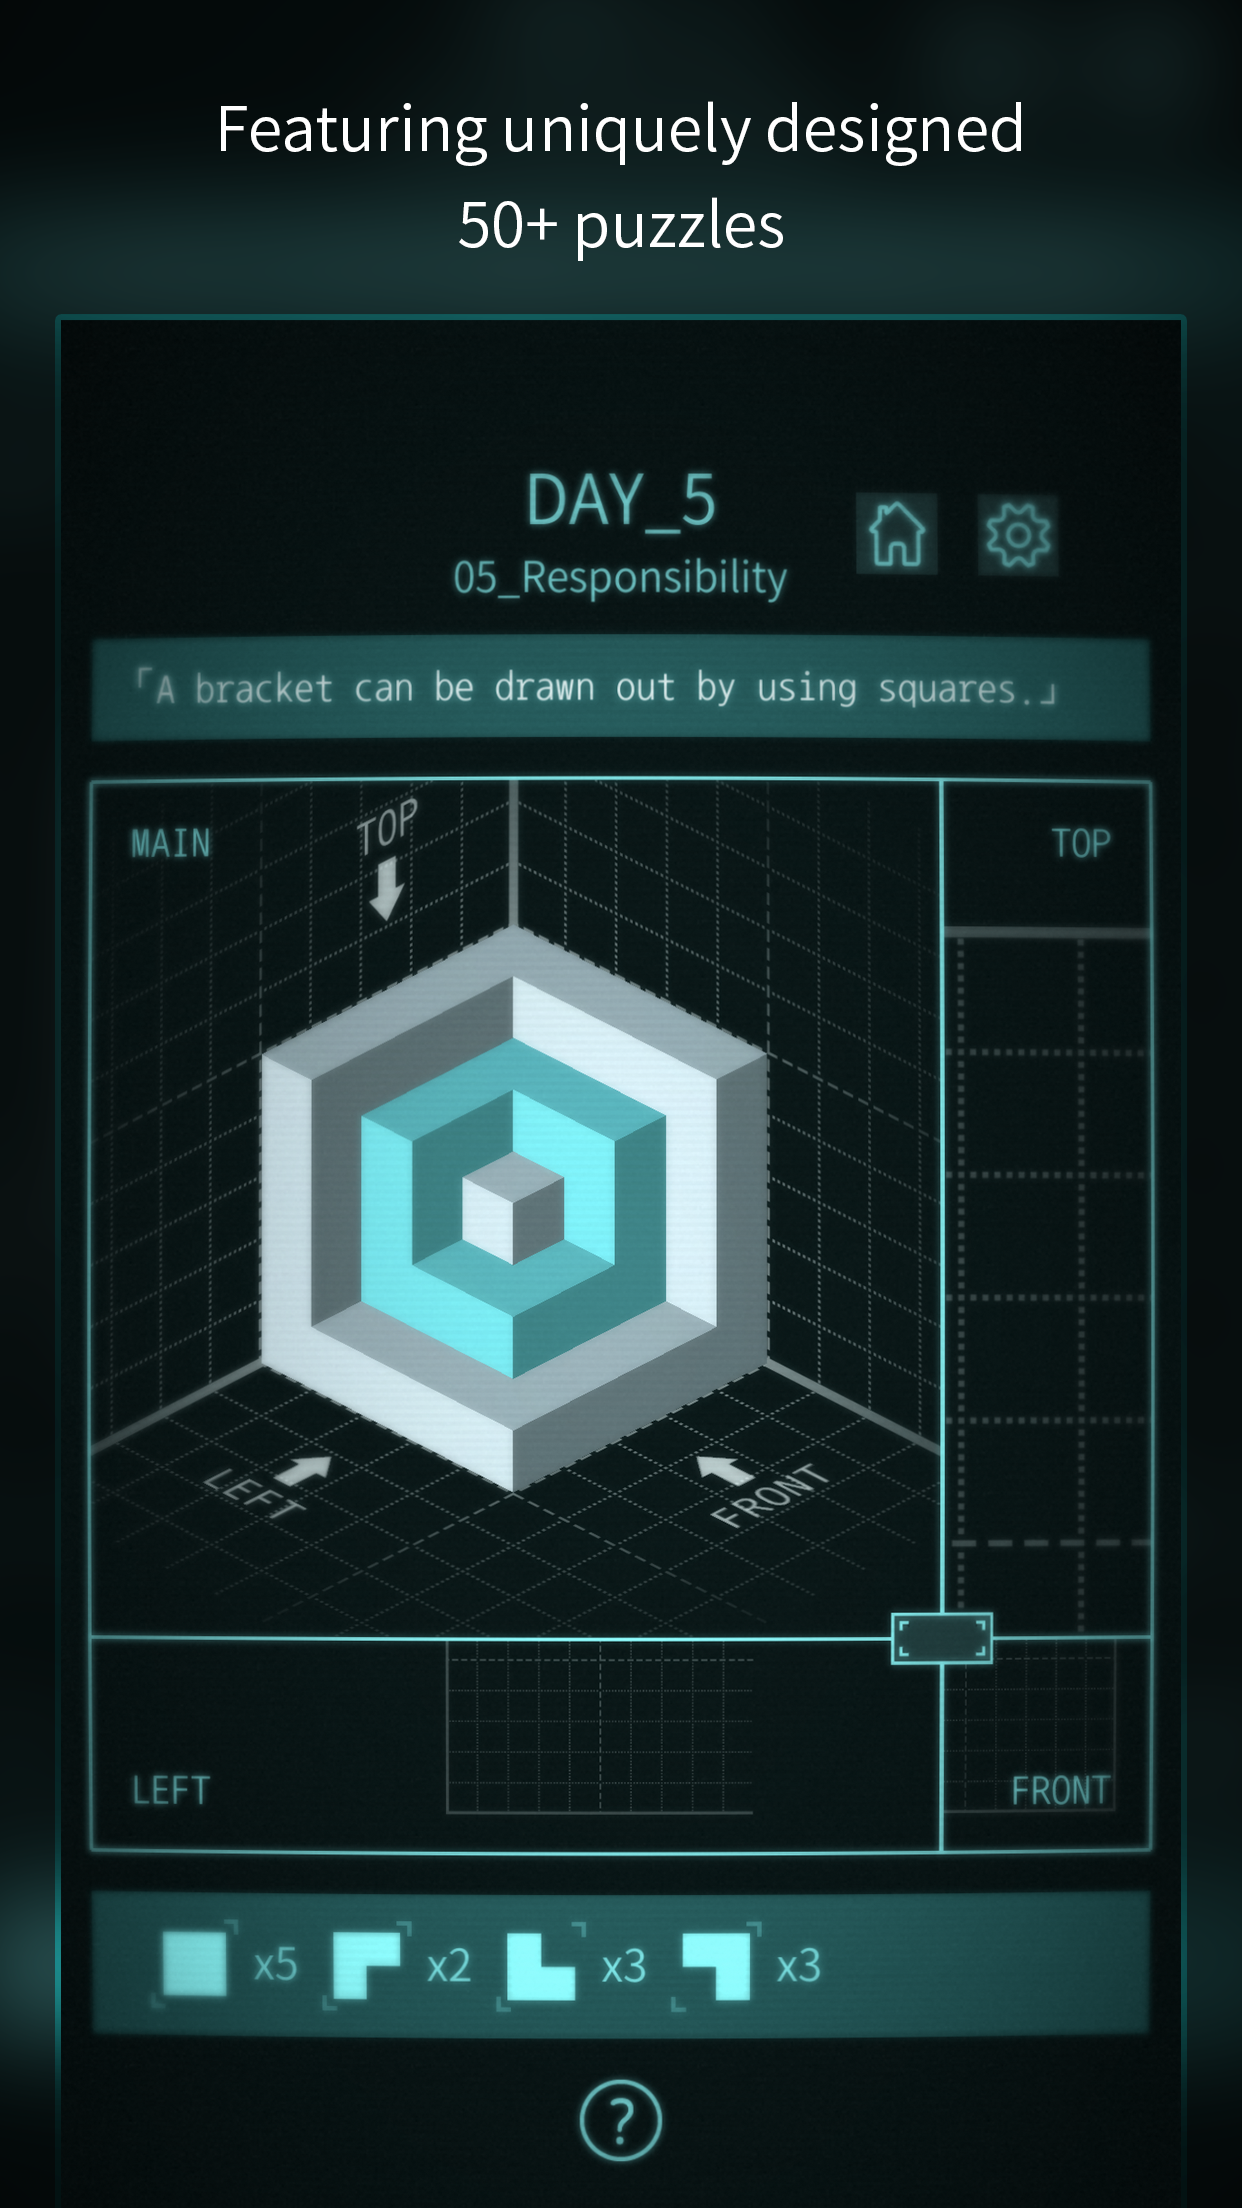 Featuring uniquely designed
50+ puzzles
DAY_5
05_Responsibility
「A bracket can be drawn out by using squares.」
MAIN
TOP
TOP
LEFT
FRONT
LEFT
FRONT
x5 x2 x3 x3
?